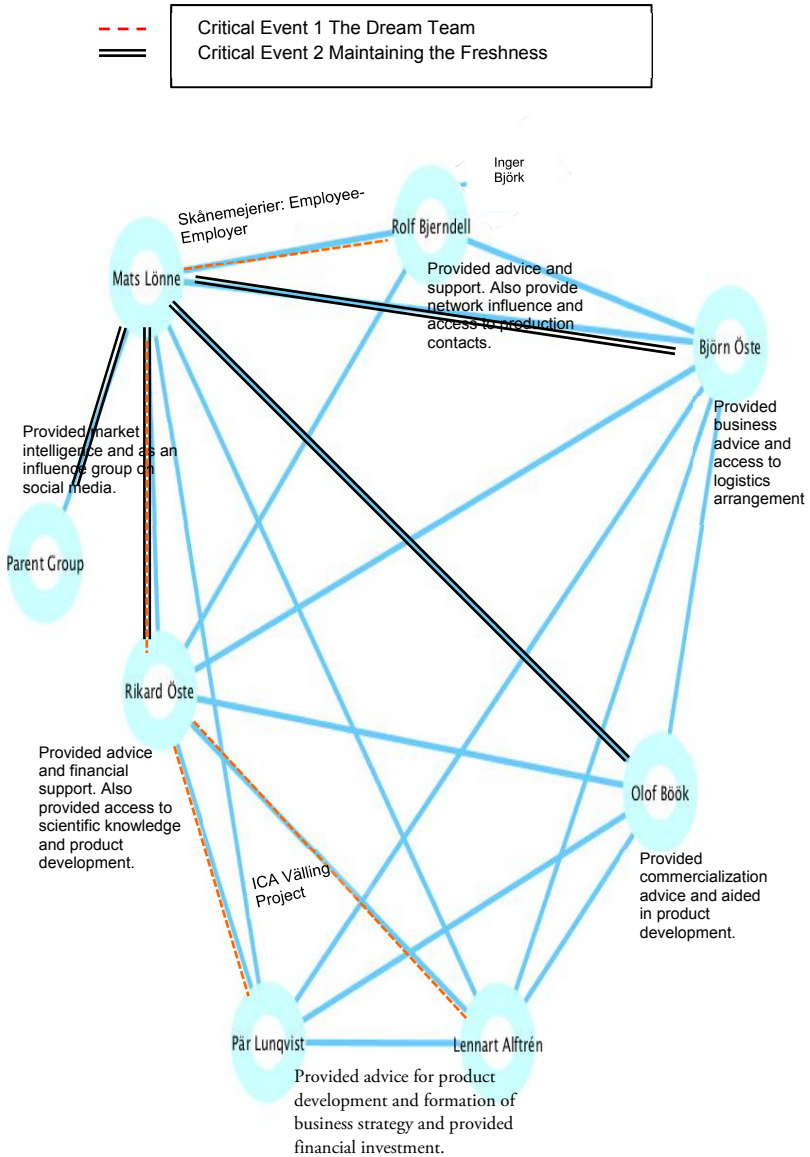 Critical Event 1 The Dream Team
Critical Event 2 Maintaining the Freshness
Inger
Björk
Skånemejerier: Employee-
Employer
Rolf Bjerndell
Mats Lönne
Provided advice and
support. Also provide
network influence and
access to production
contacts.
Björn Öste
Provided
business
advice and
access to
logistics
arrangement
Provided market
intelligence and as an
influence group on
social media.
Parent Group
Rikard Öste
Provided advice
and financial
support. Also
provided access to
scientific knowledge
and product
development.
Olof Böök
Provided
commercialization
advice and aided
in product
development.
ICA Välling
Project
Pär Lunqvist
Lennart Alftrén
Provided advice for product
development and formation of
business strategy and provided
financial investment.